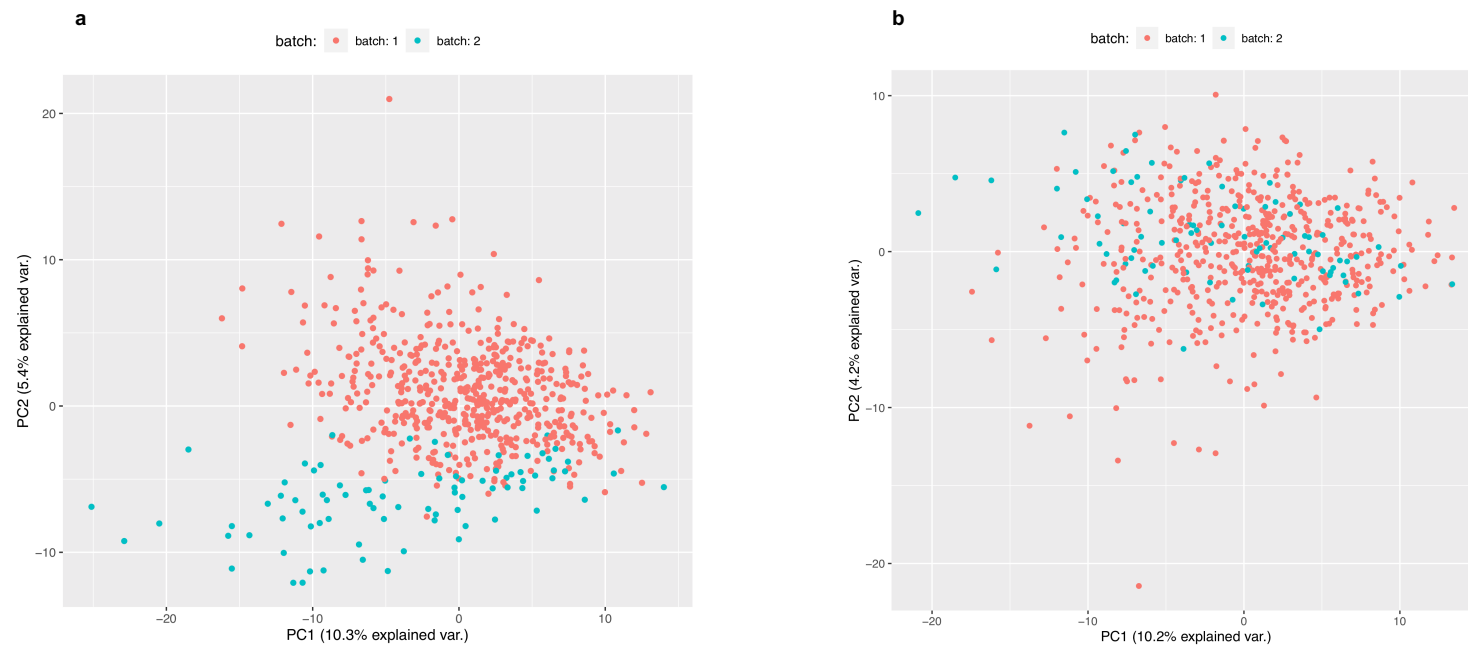 a
batch: batch: 1 batch: 2
20
10
0
−10
PC2 (5.4% explained var.)
−20 −10 0 10
PC1 (10.3% explained var.)
b
batch: batch: 1 batch: 2
10
0
−10
−20
PC2 (4.2% explained var.)
−20 −10 0 10
PC1 (10.2% explained var.)